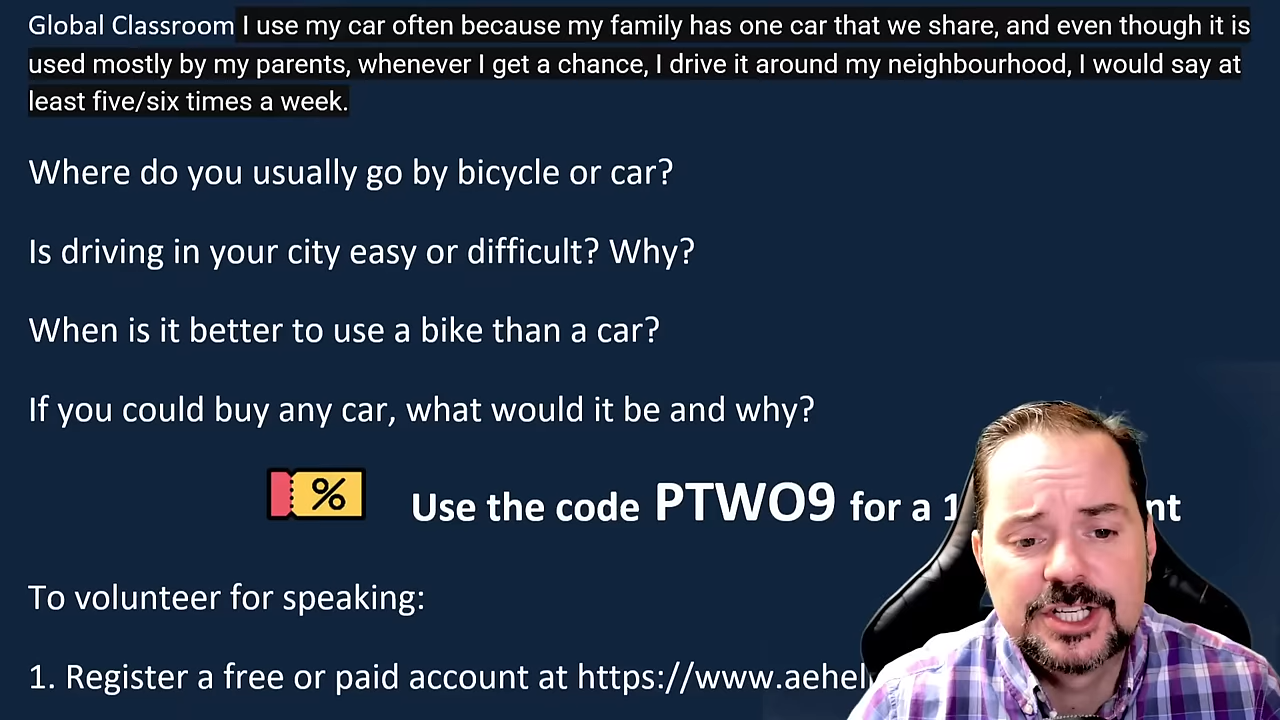 Global Classroom I use my car often because my family has one car that we share, and even though it is
used mostly by my parents, whenever I get a chance, I drive it around my neighbourhood, I would say at
least five/six times a week.
Where do you usually go by bicycle or car?
Is driving in your city easy or difficult? Why?
When is it better to use a bike than a car?
If you could buy any car, what would it be and why?
%
Use the code PTWO9 for a
To volunteer for speaking:
1. Register a free or paid account at